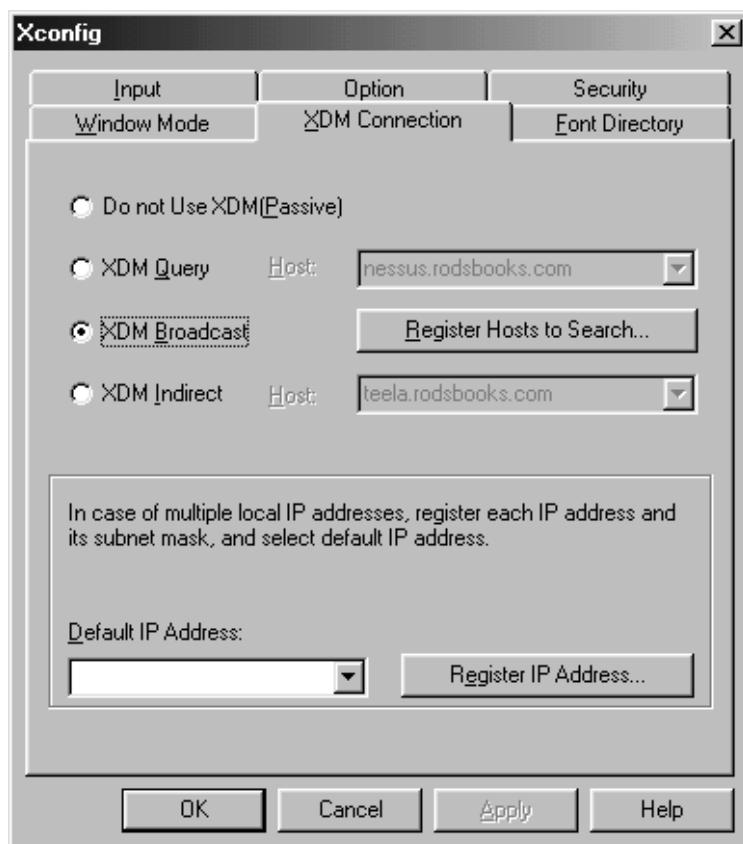 Xconfig
Input Option Security
Window Mode XDM Connection Font Directory
Do not Use XDM(Passive)
XDM Query Host: nessus.rodsbooks.com
XDM Broadcast Register Hosts to Search...
XDM Indirect Host: teela.rodsbooks.com
In case of multiple local IP addresses, register each IP address and
its subnet mask, and select default IP address.
Default IP Address:
Register IP Address...
OK Cancel Apply Help